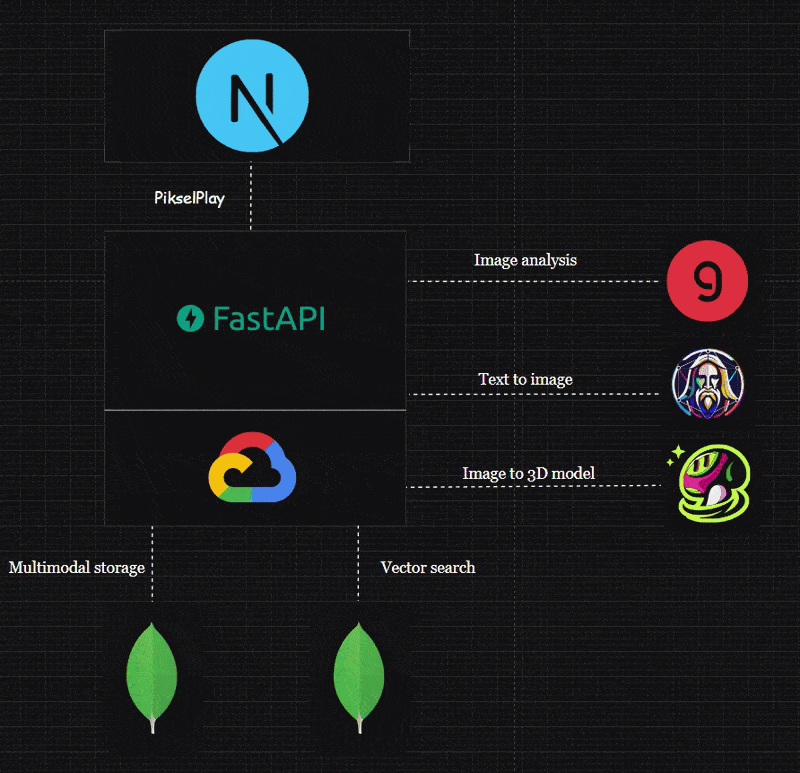 N
PikselPlay
FastAPI
Image analysis
g
Text to image
Image to 3D model
Multimodal storage
Vector search